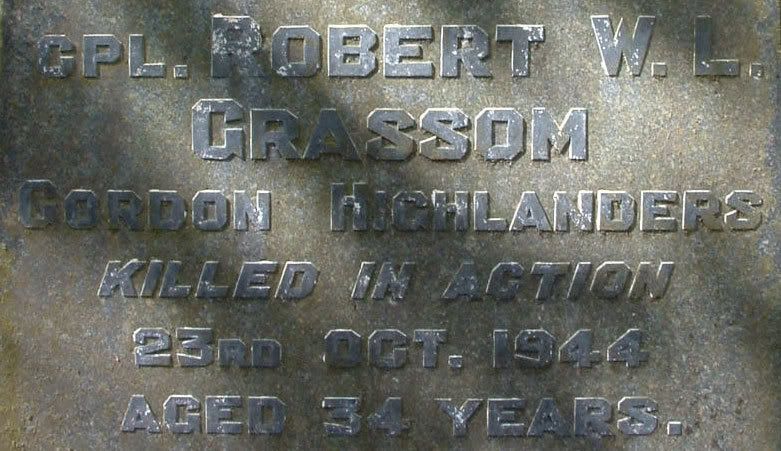 CPL. ROBERT W. L.
GRASSOM
GORDON HIGHLANDERS
KILLED IN ACTION
23RD OCT. 1944
AGED 34 YEARS.